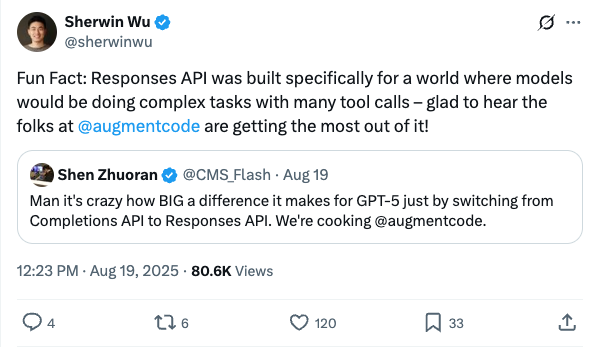 Sherwin Wu
@sherwinwu
Fun Fact: Responses API was built specifically for a world where models
would be doing complex tasks with many tool calls – glad to hear the
folks at @augmentcode are getting the most out of it!
Shen Zhuoran @CMS_Flash · Aug 19
Man it's crazy how BIG a difference it makes for GPT-5 just by switching from
Completions API to Responses API. We're cooking @augmentcode.
12:23 PM · Aug 19, 2025 · 80.6K Views
4 6 120 33